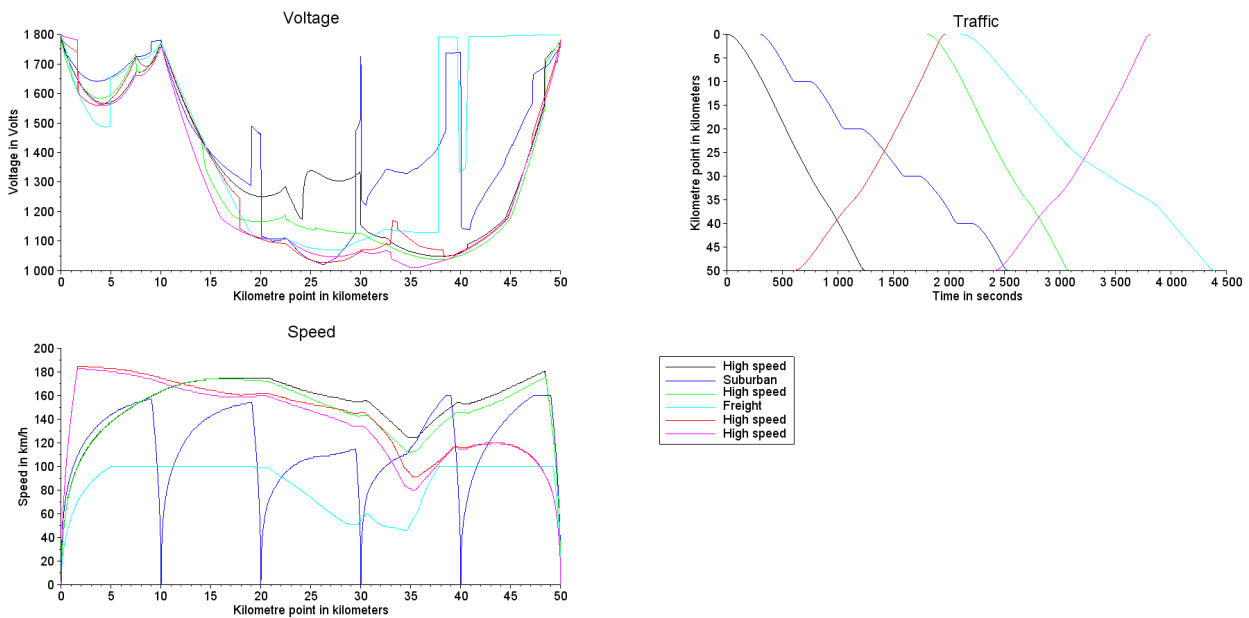 Voltage
Voltage in Volts
1 800
1 700
1 600
1 500
1 400
1 300
1 200
1 100
1 000
0 5 10 15 20 25 30 35 40 45 50
Kilometre point in kilometers
Traffic
Kilometre point in kilometers
0
5
10
15
20
25
30
35
40
45
50
0 500 1 000 1 500 2 000 2 500 3 000 3 500 4 000 4 500
Time in seconds
Speed
Speed in km/h
200
180
160
140
120
100
80
60
40
20
0
0 5 10 15 20 25 30 35 40 45 50
Kilometre point in kilometers
High speed
Suburban
High speed
Freight
High speed
High speed